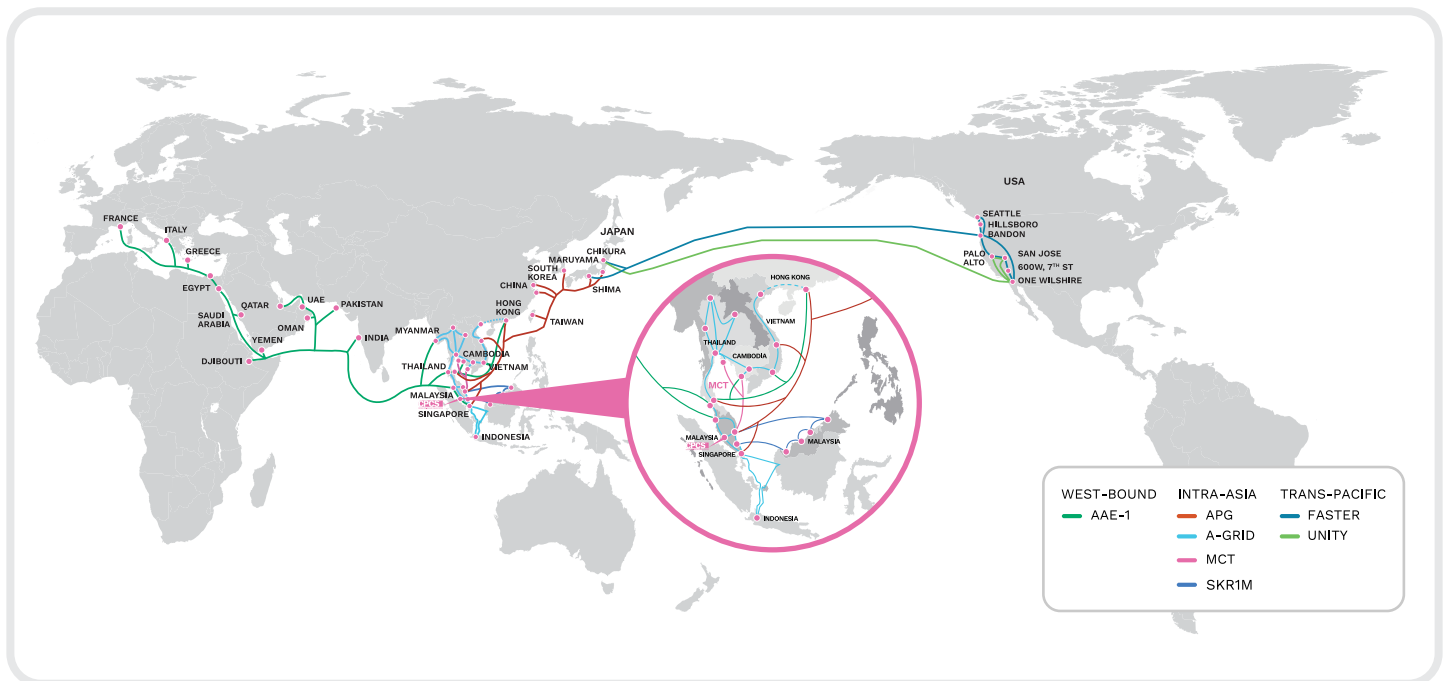 USA
SEATTLE
HILLSBORO
BANDON
PALO
ALTO
SAN JOSE
600W, 7TH ST
ONE WILSHIRE
FRANCE
ITALY
GREECE
EGYPT
QATAR
UAE
PAKISTAN
SAUDI
ARABIA
OMAN
YEMEN
DJIBOUTI
INDIA
JAPAN
CHIKURA
MARUYAMA
SOUTH
KOREA
SHIMA
CHINA
HONG
KONG
TAIWAN
MYANMAR
CAMBODIA
THAILAND
VIETNAM
MALAYSIA
CPCS
SINGAPORE
INDONESIA
HONG KONG
VIETNAM
THAILAND
CAMBODIA
MCT
MALAYSIA
CPCS
SINGAPORE
MALAYSIA
INDONESIA
WEST-BOUND
AAE-1
INTRA-ASIA
APG
A-GRID
MCT
SKR1M
TRANS-PACIFIC
FASTER
UNITY